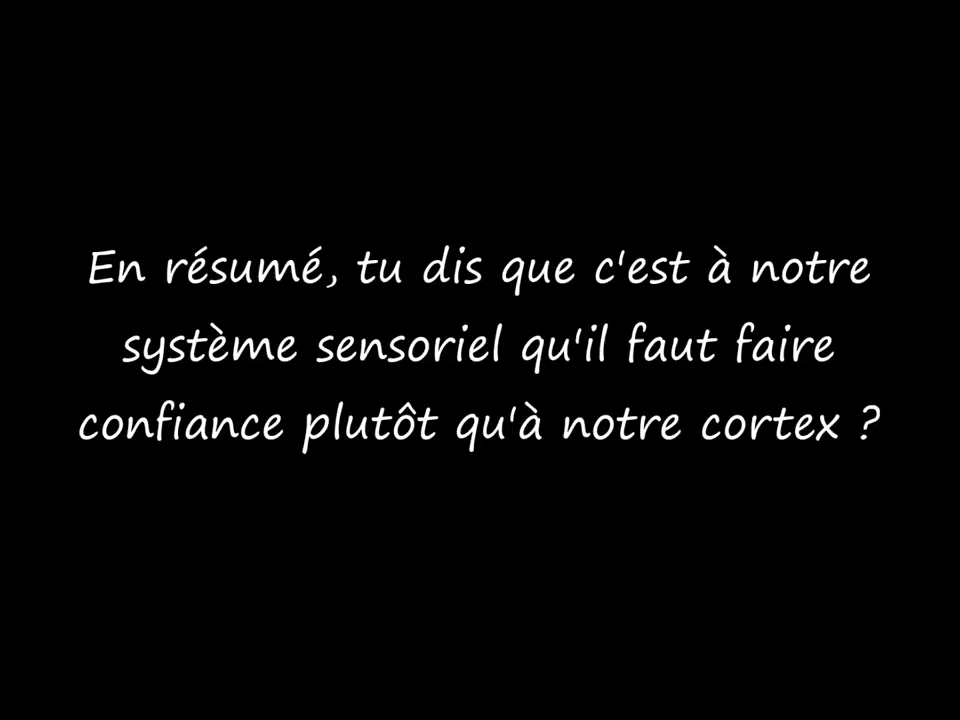 En résumé, tu dis que c'est à notre
système sensoriel qu'il faut faire
confiance plutôt qu'à notre cortex ?